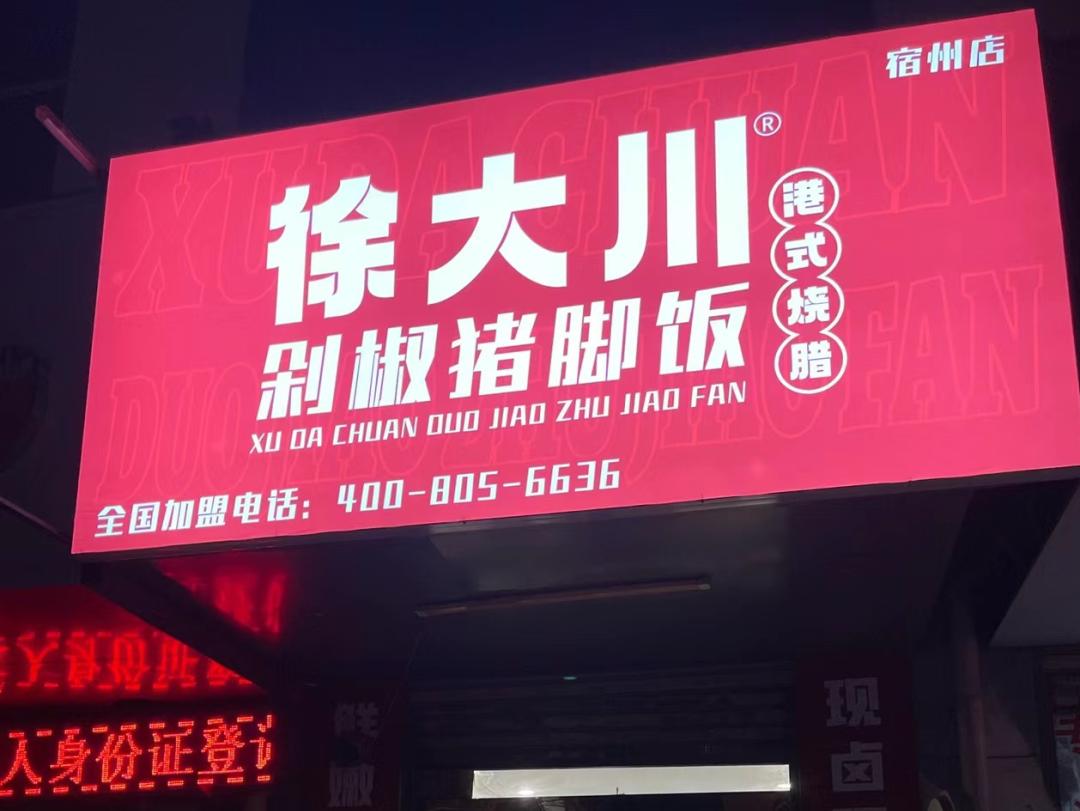 宿州店
徐大川®
港式烧腊
剁椒猪脚饭
XU DA CHUAN DUO JIAO ZHU JIAO FAN
全国加盟电话：400-805-6636
人身份证登记
鲜嫩
现卤